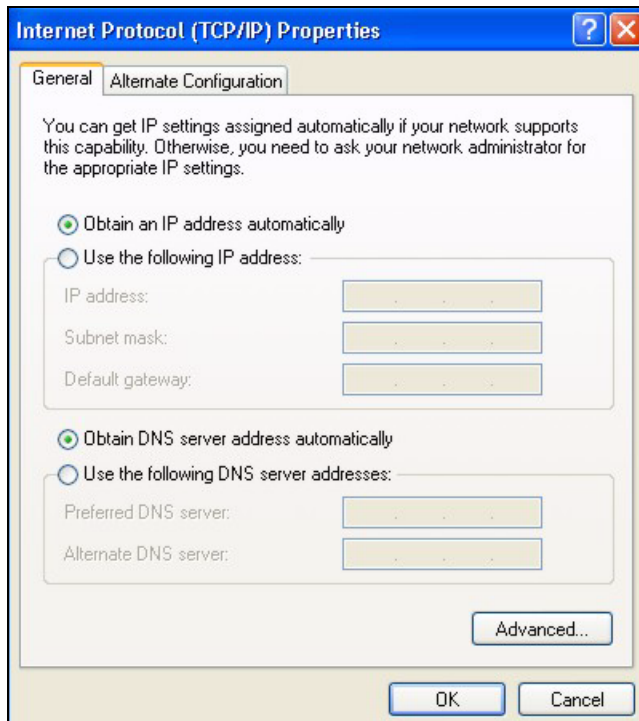 Internet Protocol (TCP/IP) Properties
General Alternate Configuration
You can get IP settings assigned automatically if your network supports
this capability. Otherwise, you need to ask your network administrator for
the appropriate IP settings.
Obtain an IP address automatically
Use the following IP address:
IP address:
Subnet mask:
Default gateway:
Obtain DNS server address automatically
Use the following DNS server addresses:
Preferred DNS server:
Alternate DNS server:
Advanced...
OK Cancel